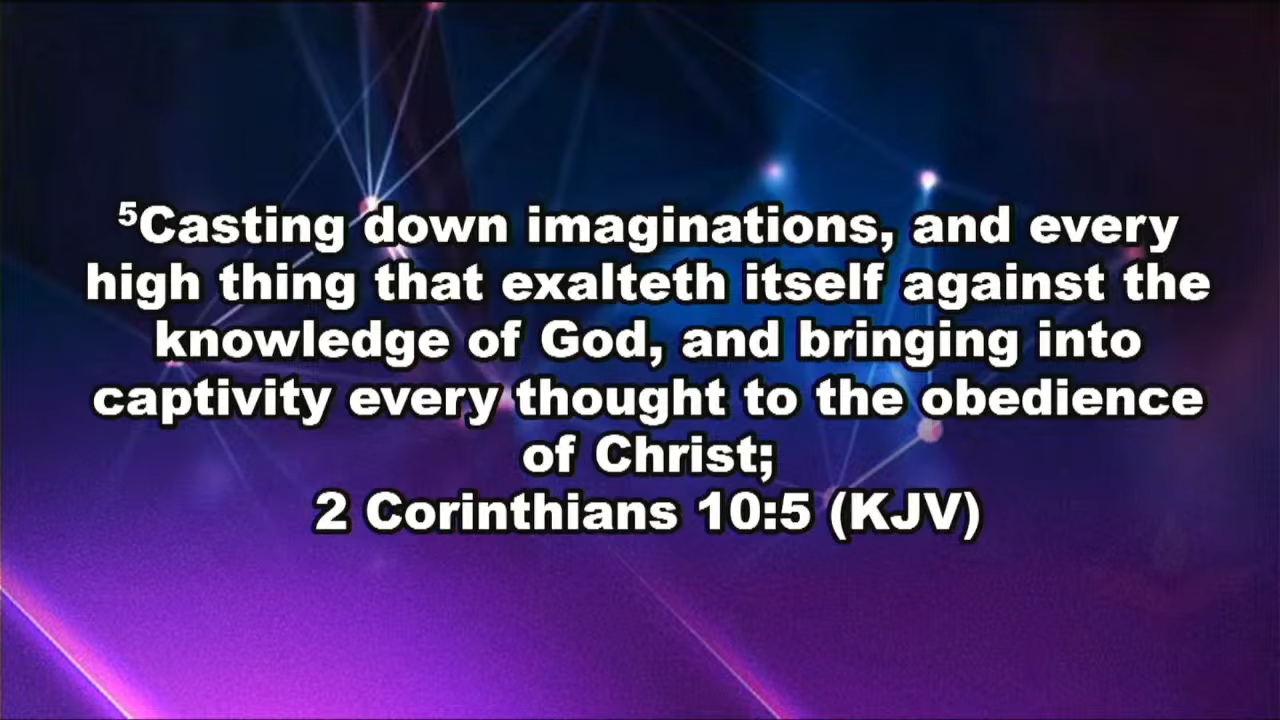 ⁵Casting down imaginations, and every
high thing that exalteth itself against the
knowledge of God, and bringing into
captivity every thought to the obedience
of Christ;
2 Corinthians 10:5 (KJV)